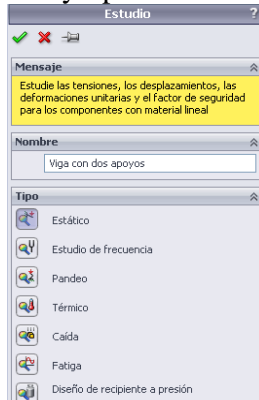 Estudio ?
Mensaje
Estudie las tensiones, los desplazamientos, las
deformaciones unitarias y el factor de seguridad
para los componentes con material lineal
Nombre
Viga con dos apoyos
Tipo
Estático
Estudio de frecuencia
Pandeo
Térmico
Caída
Fatiga
Diseño de recipiente a presión